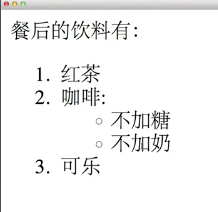 餐后的饮料有:
1. 红茶
2. 咖啡:
○ 不加糖
○ 不加奶
3. 可乐